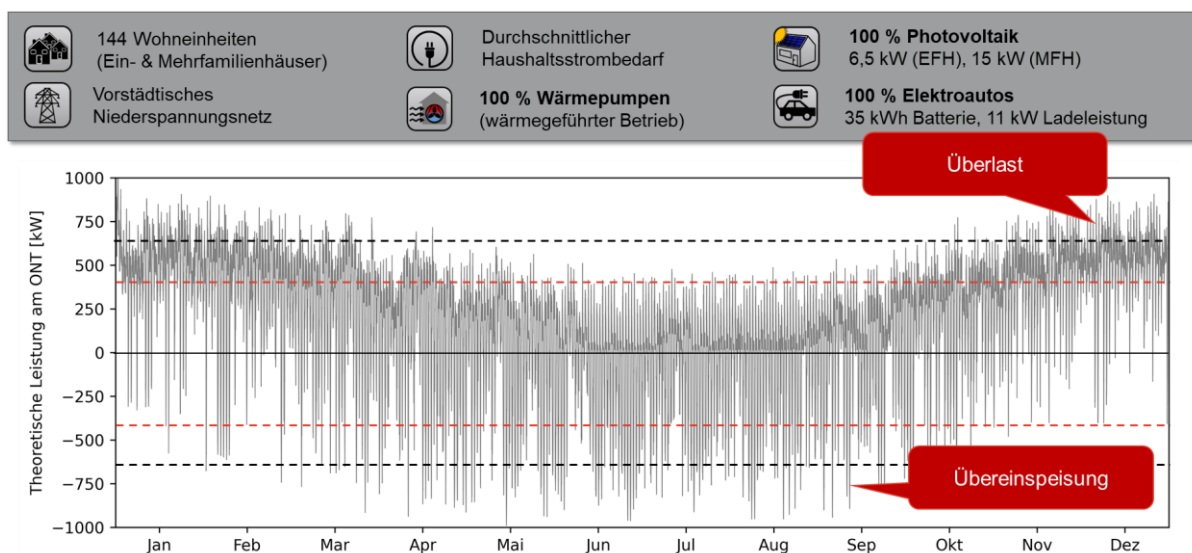 144 Wohneinheiten
(Ein- & Mehrfamilienhäuser)
Durchschnittlicher
Haushaltsstrombedarf
100 % Photovoltaik
6,5 kW (EFH), 15 kW (MFH)
Vorstädtisches
Niederspannungsnetz
100 % Wärmepumpen
(wärmegeführter Betrieb)
100 % Elektroautos
35 kWh Batterie, 11 kW Ladeleistung
Überlast
Theoretische Leistung am ONT [kW]
1000
750
500
250
0
−250
−500
−750
−1000
Übereinspeisung
Jan Feb Mar Apr Mai Jun Jul Aug Sep Okt Nov Dez